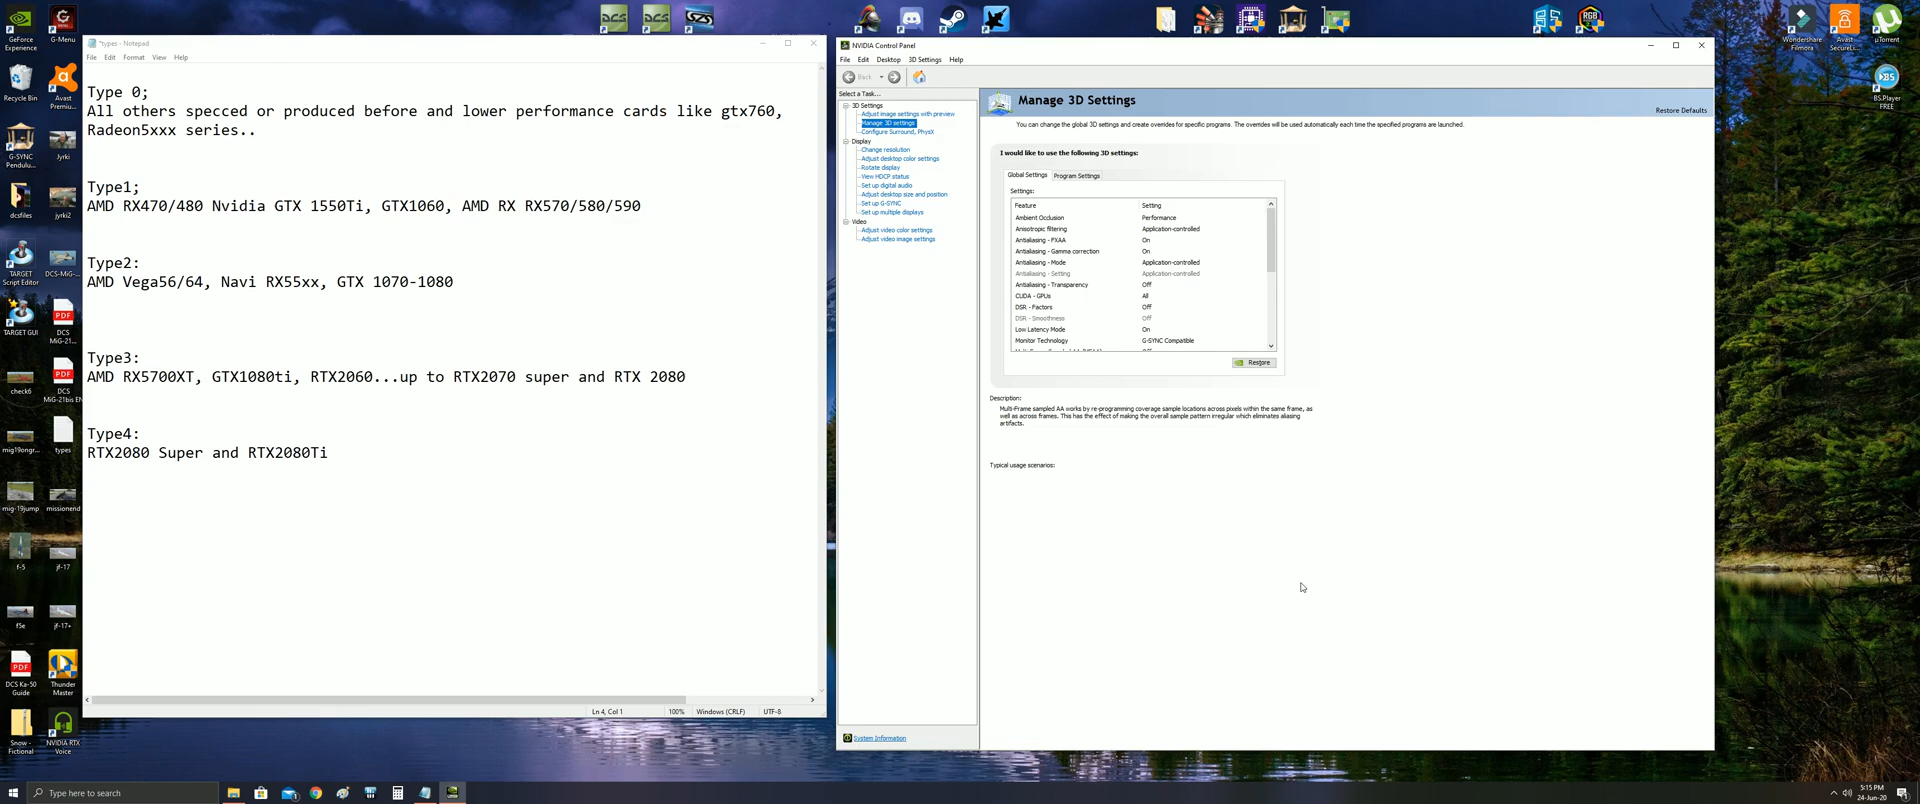 GeForce
Experience
G-Menu
Recycle Bin
Avast
Premiu...
G-SYNC
Pendulu...
Jyrki
dcsfiles
jyrki2
TARGET
Script Editor
DCS-MiG-...
TARGET GUI
DCS
MiG-21...
check6
DCS
MiG-21bis EN
mig19ongr...
types
mig-19jump
missionend
f-5
jf-17
f5e
jf-17+
DCS Ka-50
Guide
Thunder
Master
Snow -
Fictional
NVIDIA RTX
Voice
*types - Notepad
File Edit Format View Help
Type 0;
All others specced or produced before and lower performance cards like gtx760,
Radeon5xxx series..
Type1;
AMD RX470/480 Nvidia GTX 1550Ti, GTX1060, AMD RX RX570/580/590
Type2:
AMD Vega56/64, Navi RX55xx, GTX 1070-1080
Type3:
AMD RX5700XT, GTX1080ti, RTX2060...up to RTX2070 super and RTX 2080
Type4:
RTX2080 Super and RTX2080Ti
Ln 4, Col 1 100% Windows (CRLF) UTF-8
NVIDIA Control Panel
File Edit Desktop 3D Settings Help
Back
Select a Task...
3D Settings
Adjust image settings with preview
Manage 3D settings
Configure Surround, PhysX
Display
Change resolution
Adjust desktop color settings
Rotate display
View HDCP status
Set up digital audio
Adjust desktop size and position
Set up G-SYNC
Set up multiple displays
Video
Adjust video color settings
Adjust video image settings
System Information
Manage 3D Settings
Restore Defaults
You can change the global 3D settings and create overrides for specific programs. The overrides will be used automatically each time the specified programs are launched.
I would like to use the following 3D settings:
Global Settings Program Settings
Settings:
Feature Setting
Ambient Occlusion Performance
Anisotropic filtering Application-controlled
Antialiasing - FXAA On
Antialiasing - Gamma correction On
Antialiasing - Mode Application-controlled
Antialiasing - Setting Application-controlled
Antialiasing - Transparency Off
CUDA - GPUs All
DSR - Factors Off
DSR - Smoothness Off
Low Latency Mode On
Monitor Technology G-SYNC Compatible
Restore
Description:
Multi-Frame sampled AA works by re-programming coverage sample locations across pixels within the same frame, as
well as across frames. This has the effect of making the overall sample pattern irregular which eliminates aliasing
artifacts.
Typical usage scenarios:
Wondershare
Filmora
Avast
SecureLi...
µTorrent
BS.Player
FREE
Type here to search
5:15 PM
24-Jun-20